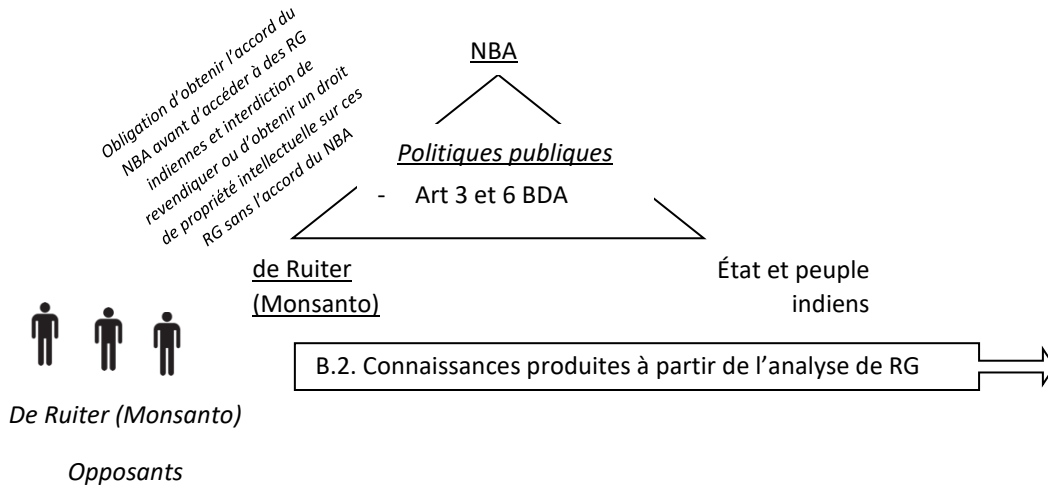 Obligation d'obtenir l'accord du
NBA avant d'accéder à des RG
indiennes et interdiction de
revendiquer ou d'obtenir un droit
de propriété intellectuelle sur ces
RG sans l'accord du NBA
NBA
Politiques publiques
- Art 3 et 6 BDA
de Ruiter
(Monsanto)
État et peuple
indiens
B.2. Connaissances produites à partir de l'analyse de RG
De Ruiter (Monsanto)
Opposants